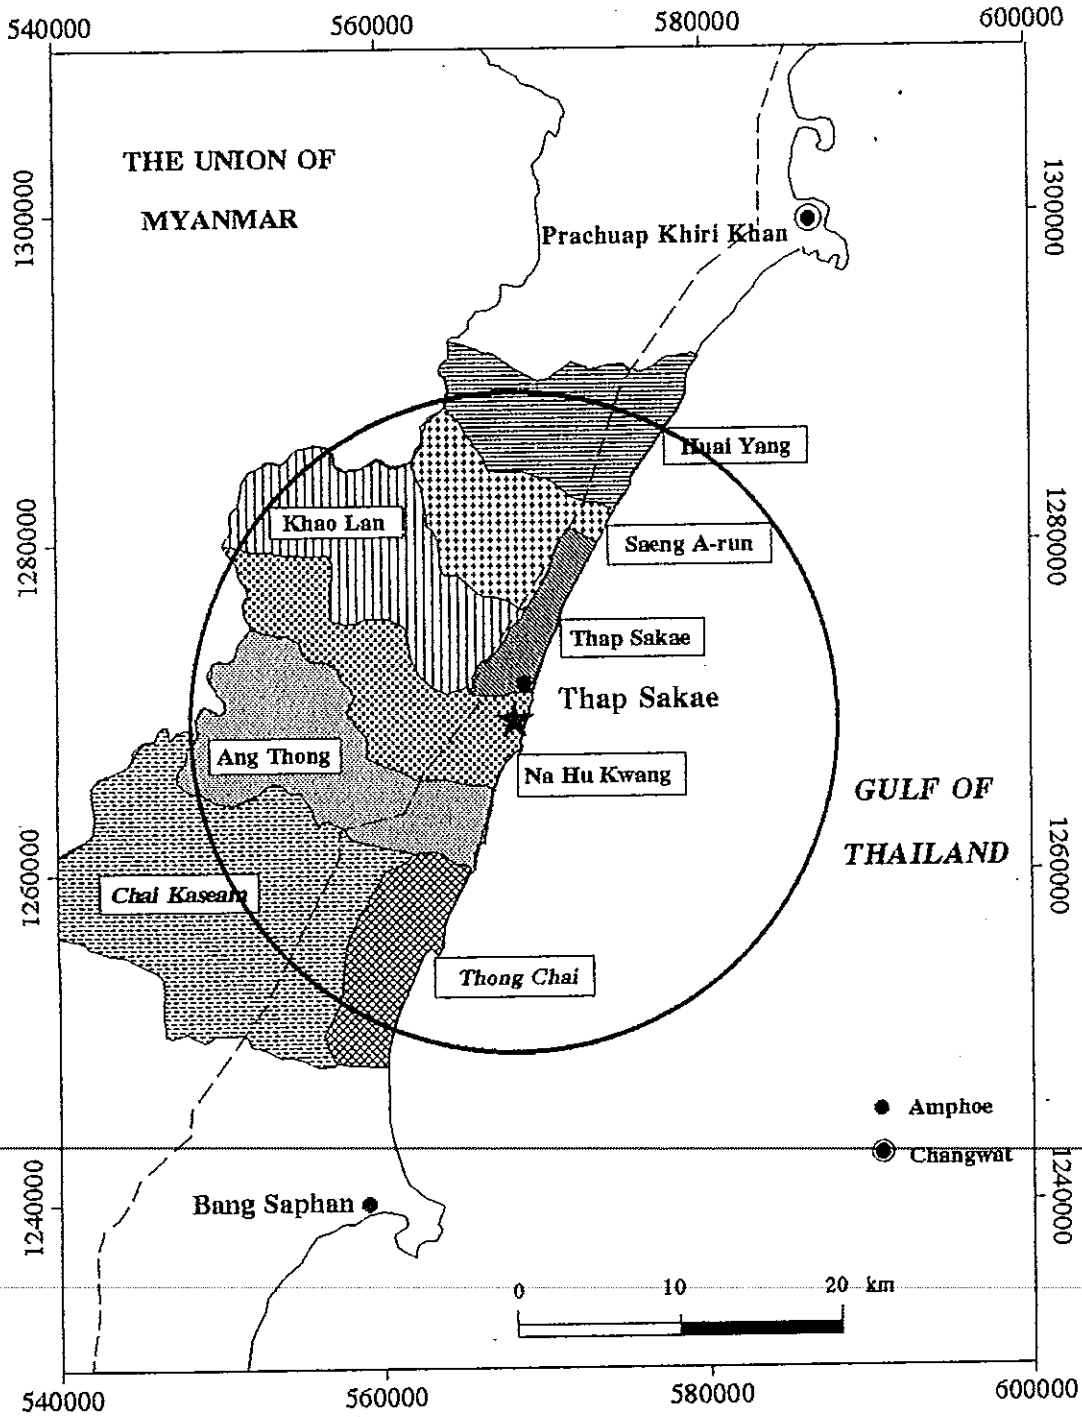 540000
560000
580000
600000
THE UNION OF
MYANMAR
1300000
1300000
Prachuap Khiri Khan
Huai Yang
Khao Lan
Saeng A-run
1280000
1280000
Thap Sakae
Thap Sakae
Ang Thong
Na Hu Kwang
GULF OF
THAILAND
1260000
1260000
Chai Kaseam
Thong Chai
Amphoe
Changwat
1240000
1240000
Bang Saphan
0 10 20 km
540000
560000
580000
600000